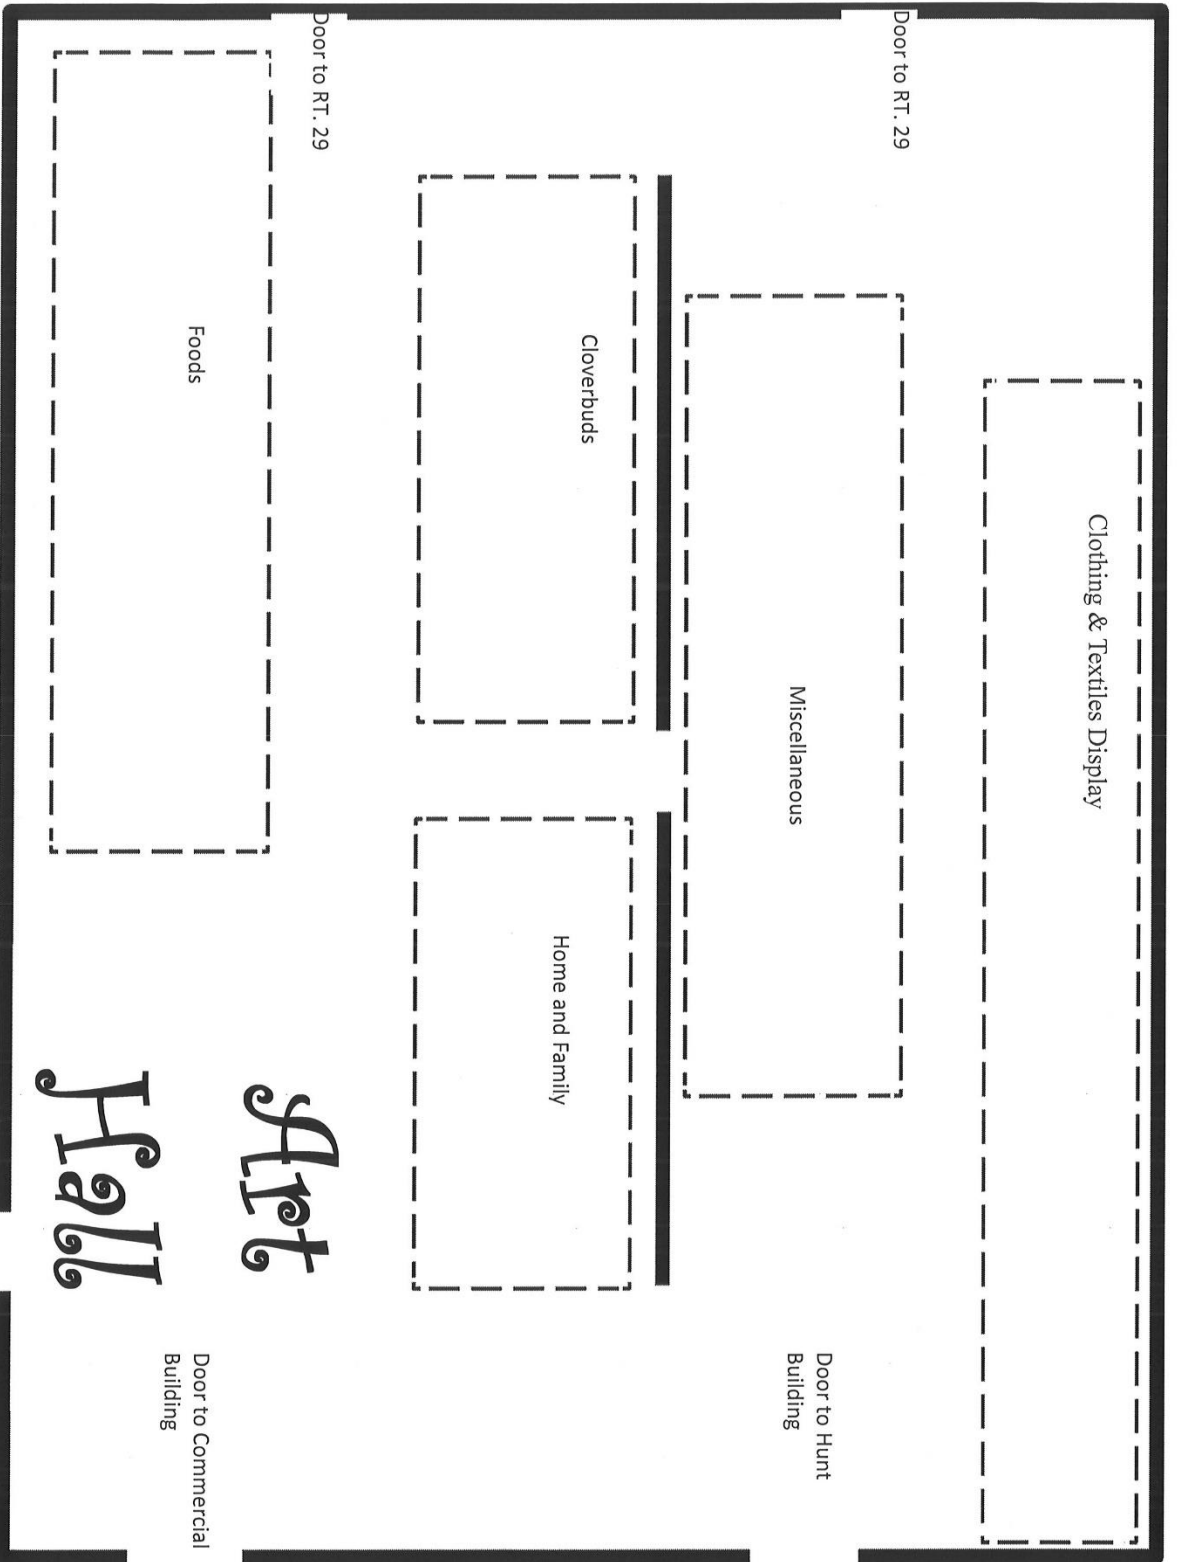 Clothing & Textiles Display
Door to RT. 29
Miscellaneous
Door to Hunt
Building
Cloverbuds
Home and Family
Door to RT. 29
Art
Hall
Foods
Door to Commercial
Building